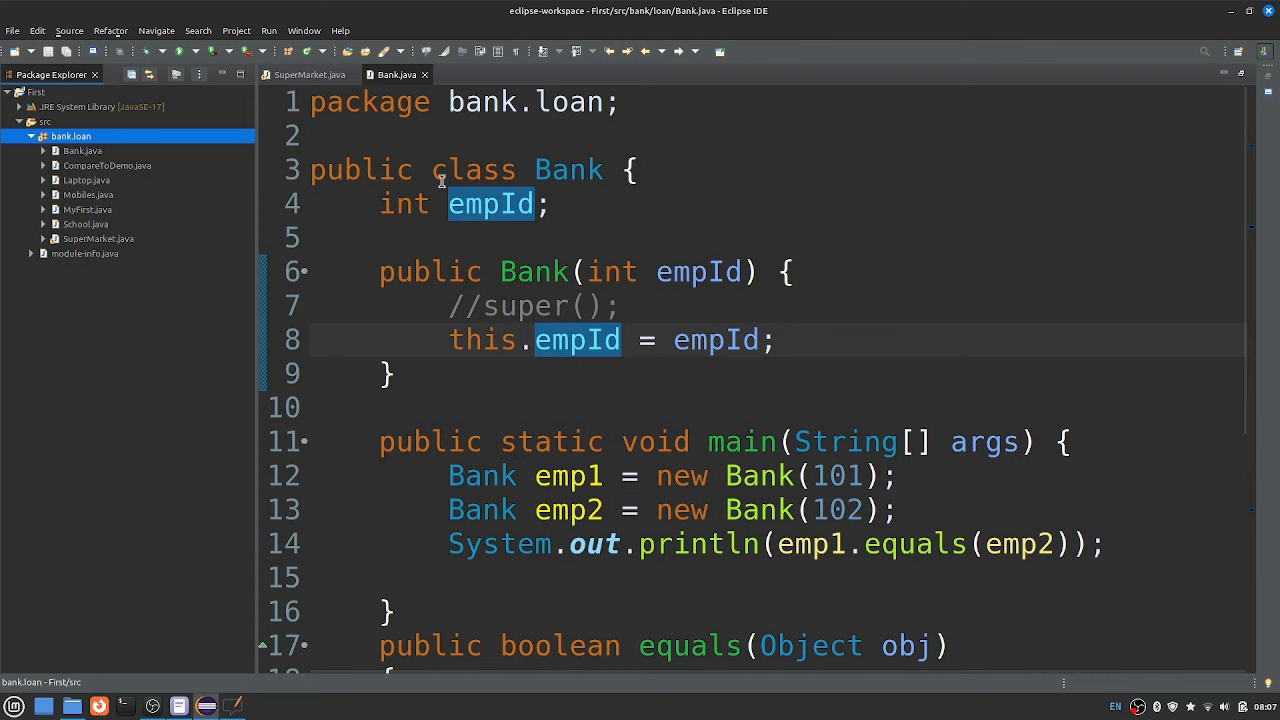 eclipse-workspace - First/src/bank/loan/Bank.java - Eclipse IDE
File Edit Source Refactor Navigate Search Project Run Window Help
Package Explorer
SuperMarket.java
Bank.java
First
JRE System Library [JavaSE-17]
src
bank.loan
Bank.java
CompareToDemo.java
Laptop.java
Mobiles.java
MyFirst.java
School.java
SuperMarket.java
module-info.java
1 package bank.loan;
2
3 public class Bank {
4 int empId;
5
6 public Bank(int empId) {
7 //super();
8 this.empId = empId;
9 }
10
11 public static void main(String[] args) {
12 Bank emp1 = new Bank(101);
13 Bank emp2 = new Bank(102);
14 System.out.println(emp1.equals(emp2));
15
16 }
17 public boolean equals(Object obj)
18 {
bank.loan - First/src
EN
08:07